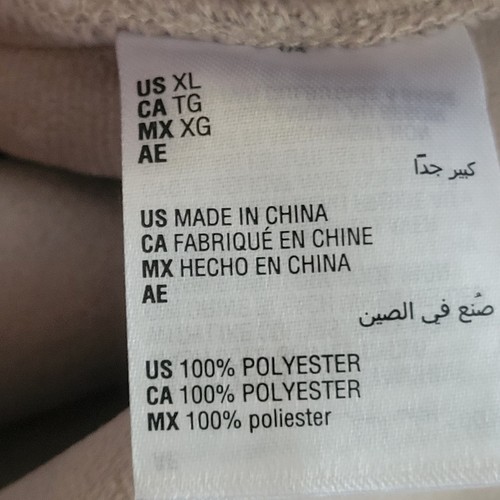 US XL
CA TG
MX XG
AE
كبير جدًا
US MADE IN CHINA
CA FABRIQUÉ EN CHINE
MX HECHO EN CHINA
AE
صُنع في الصين
US 100% POLYESTER
CA 100% POLYESTER
MX 100% poliester